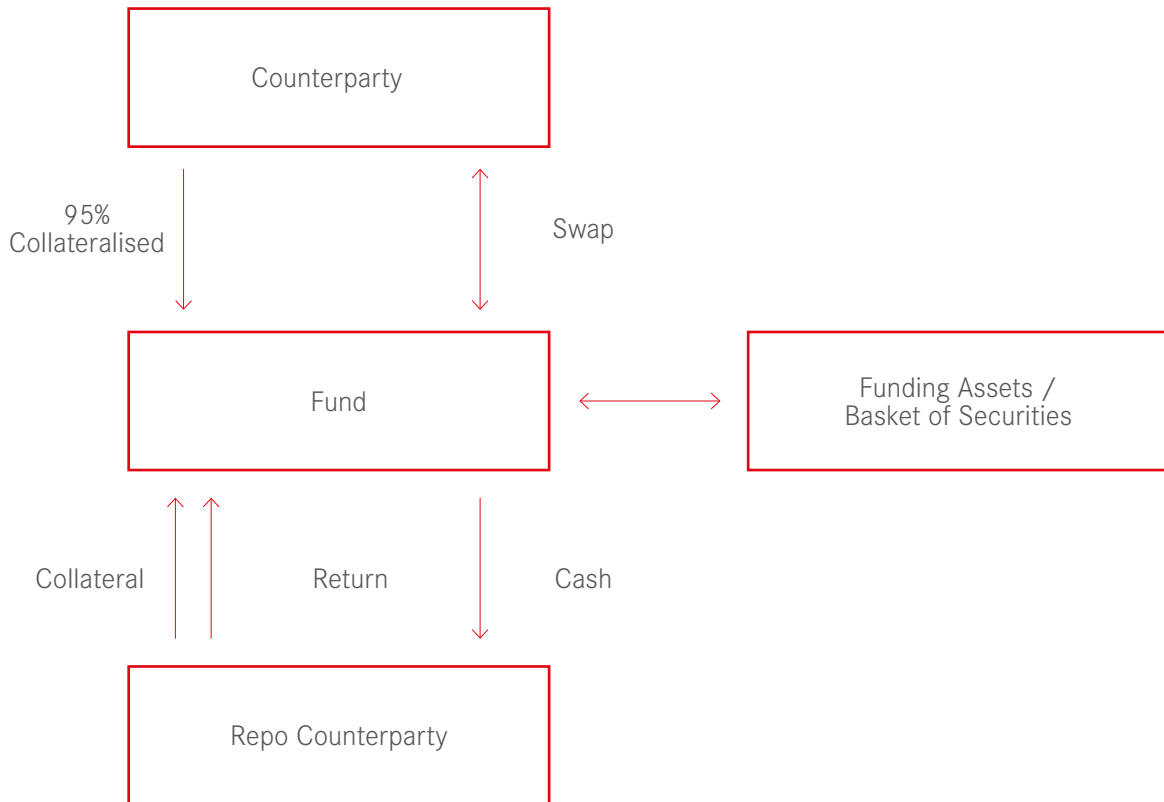 Counterparty
95%
Collateralised
Swap
Fund
Funding Assets /
Basket of Securities
Collateral
Return
Cash
Repo Counterparty